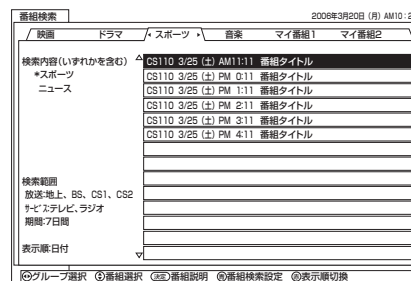 番組検索 2006年3月20日 (月) AM10:2
映画 ドラマ スポーツ 音楽 マイ番組1 マイ番組2
検索内容(いずれかを含む)
*スポーツ
ニュース
CS110 3/25 (土) AM11:11 番組タイトル
CS110 3/25 (土) PM 0:11 番組タイトル
CS110 3/25 (土) PM 1:11 番組タイトル
CS110 3/25 (土) PM 2:11 番組タイトル
CS110 3/25 (土) PM 3:11 番組タイトル
CS110 3/25 (土) PM 4:11 番組タイトル
検索範囲
放送:地上、BS、CS1、CS2
サービス:テレビ、ラジオ
期間:7日間
表示順:日付
グループ選択 番組選択 決定 番組説明 番組検索設定 表示順切換